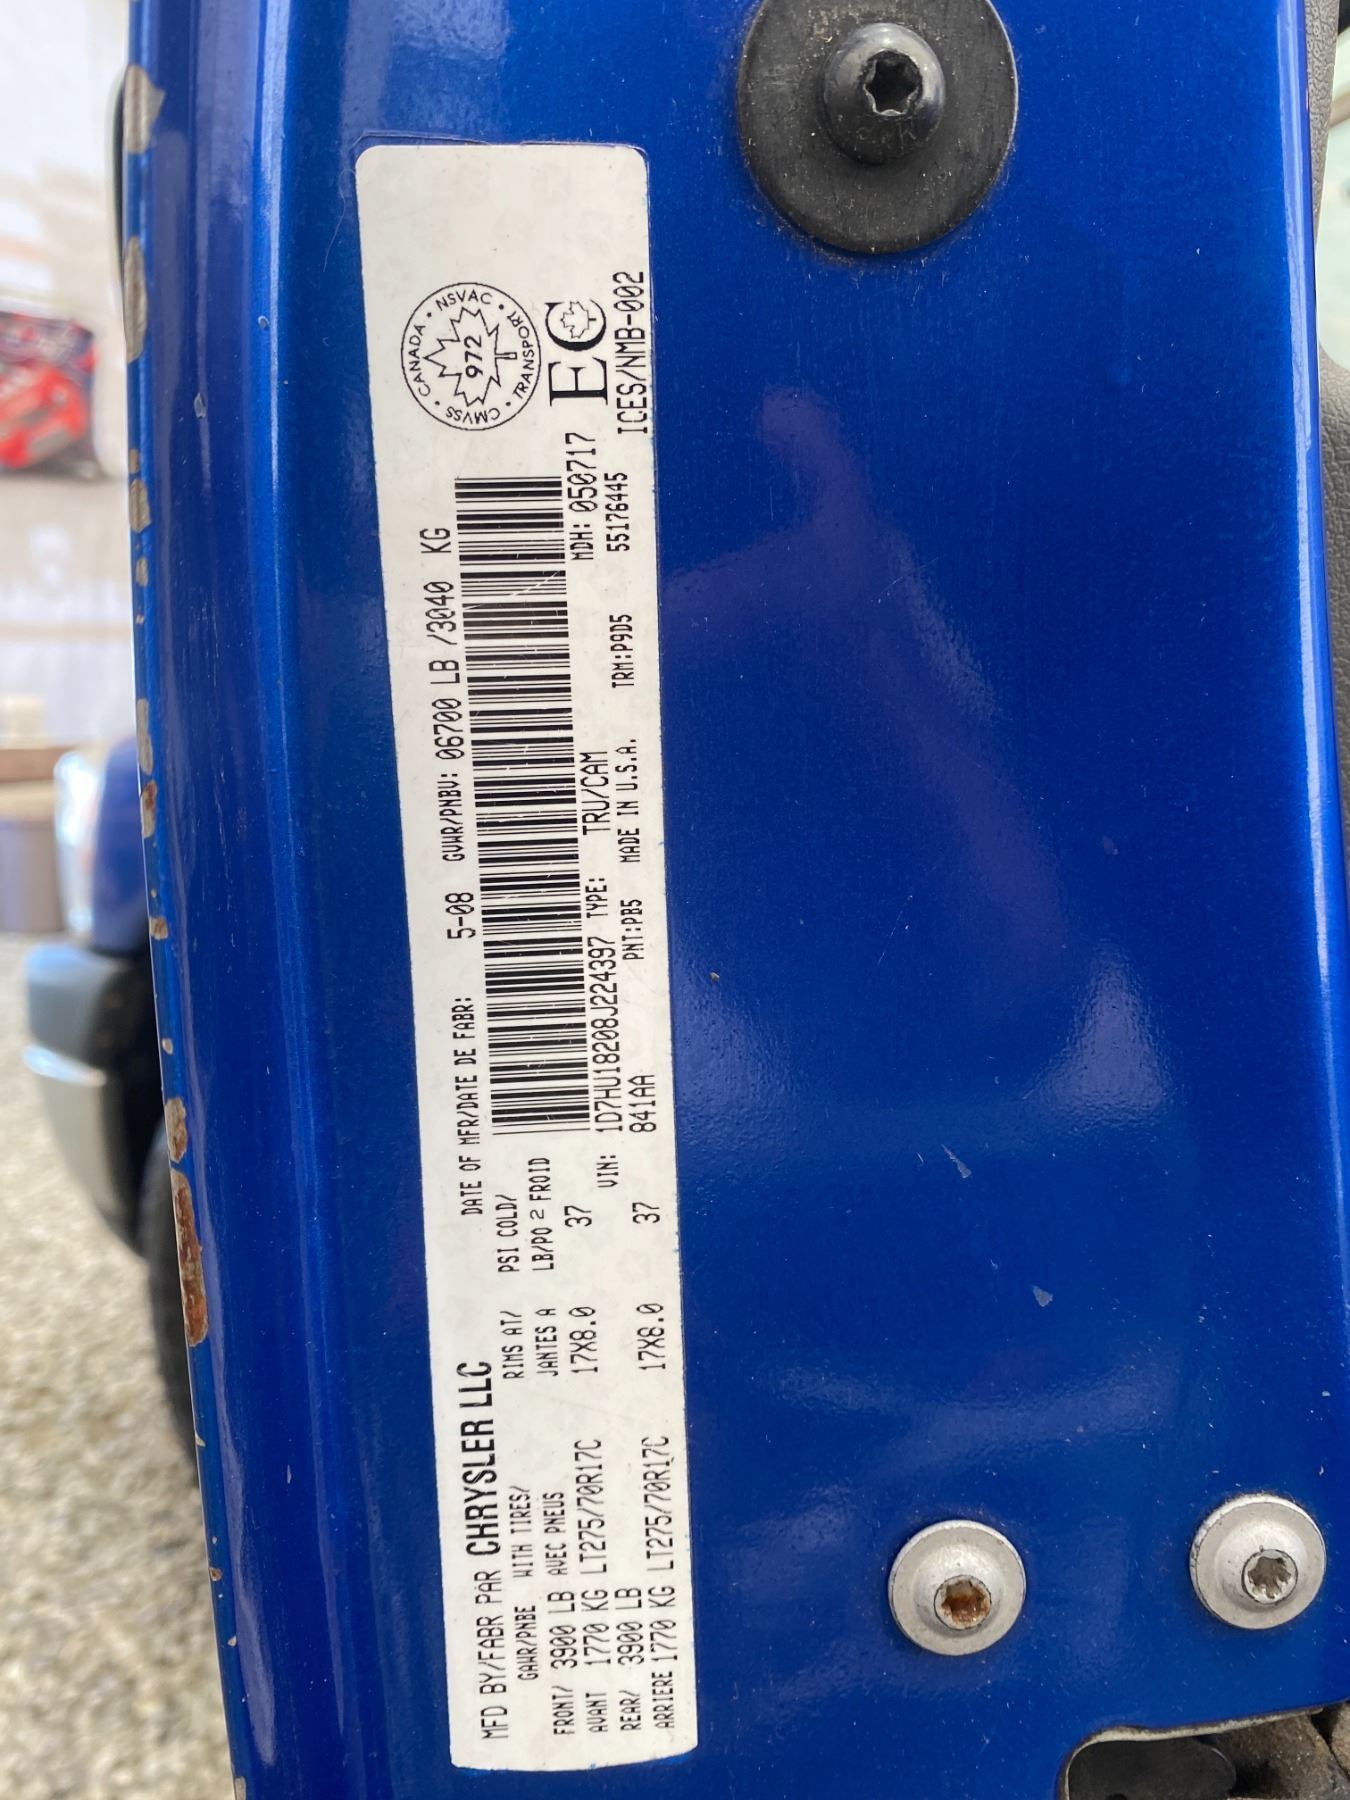 MFD BY/FABR PAR CHRYSLER LLC
DATE OF MFR/DATE DE FABR: 5-08 GVWR/PNBV: 06700 LB /3040 KG
GAWR/PNBE WITH TIRES/ RIMS AT/ PSI COLD/
AVEC PNEUS JANTES A LB/PO 2 FROID
FRONT/ 3900 LB
AVANT 1770 KG LT275/70R17C 17X8.0 37
REAR/ 3900 LB
ARRIERE 1770 KG LT275/70R17C 17X8.0 37
VIN: 1D7HU18208J224397 TYPE: TRU/CAM MDH: 050717
841AA PNT:PB5 MADE IN U.S.A. TRM:P9D5 55176445
CANADA • NSVAC • TRANSPORT • CMVSS •
972
EC
ICES/NMB-002